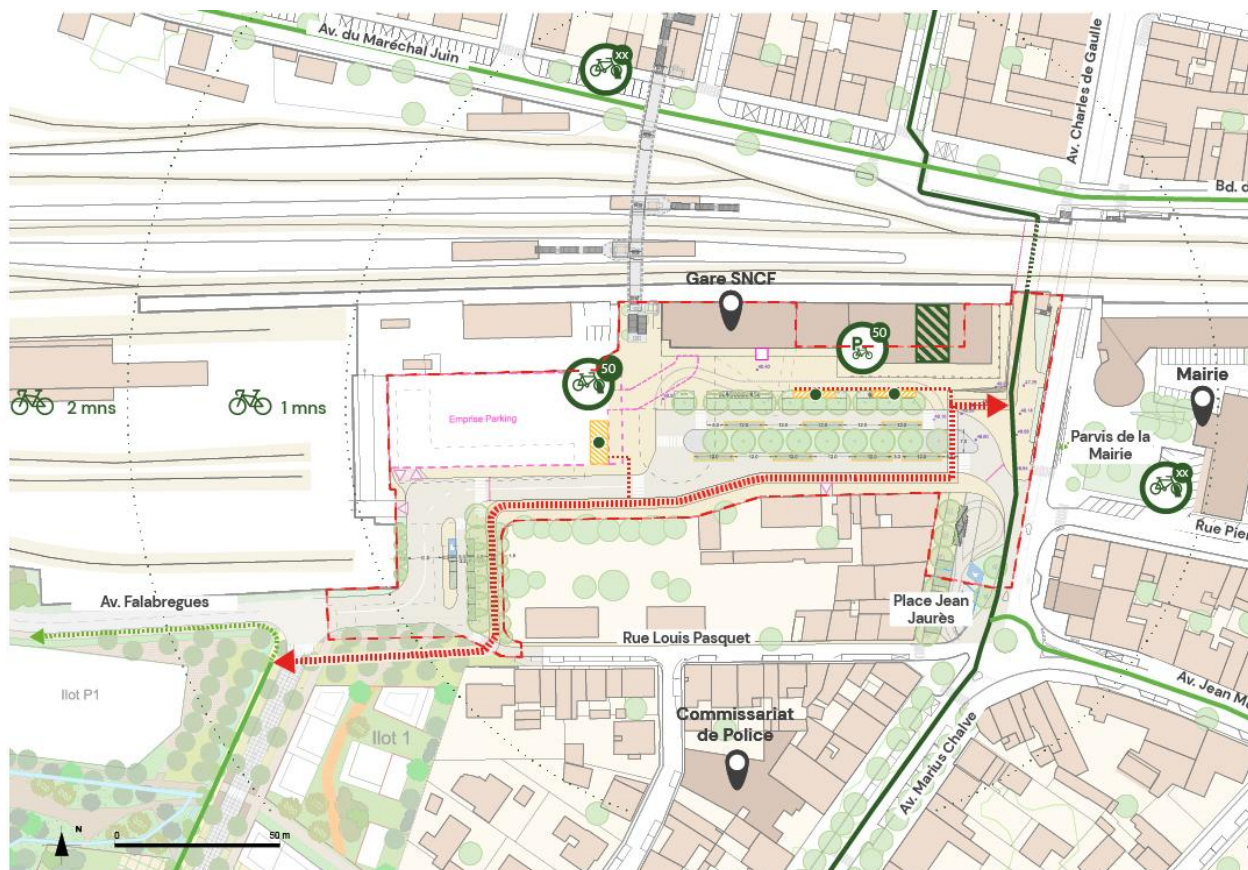 Av. du Maréchal Juin
XX
Av. Charles de Gaulle
Bd. d
Gare SNCF
50
P
50
Mairie
2 mns
1 mns
Emprise Parking
Parvis de la
Mairie
XX
Rue Pier
Av. Falabregues
Place Jean
Jaurès
Rue Louis Pasquet
Ilot P1
Ilot 1
Commissariat
de Police
Av. Marius Chalve
Av. Jean M
N
0
50 m